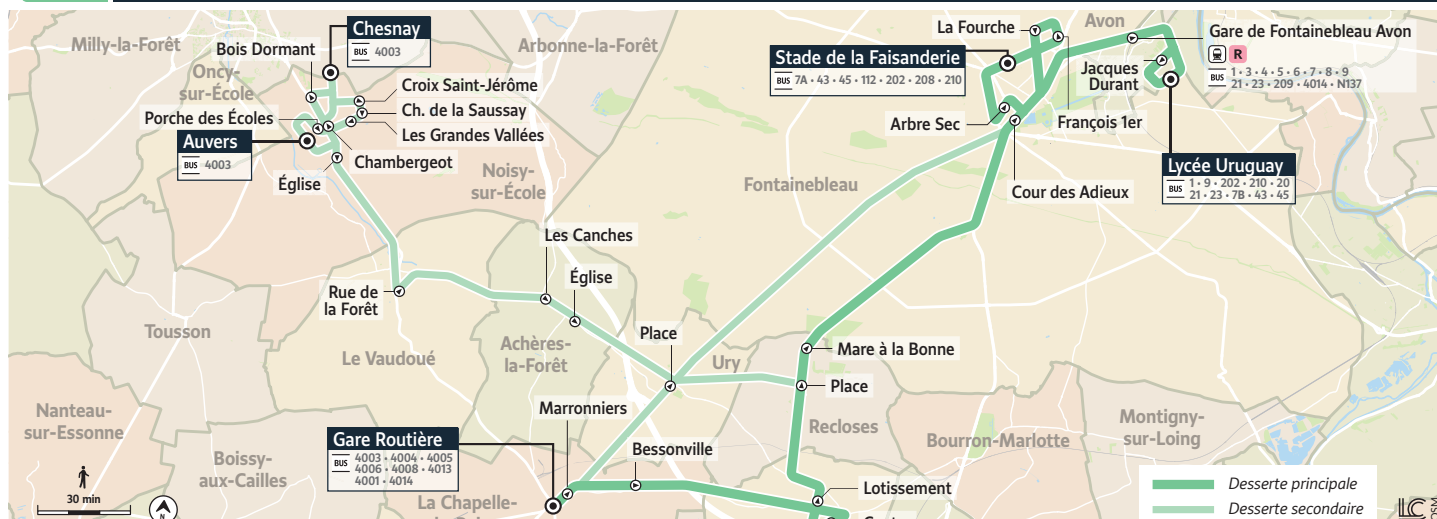 Milly-la-Forêt
Chesnay
BUS 4003
Bois Dormant
Oncy-
sur-École
Arbonne-la-Forêt
Croix Saint-Jérôme
Ch. de la Saussay
Les Grandes Vallées
Porche des Écoles
Auvers
BUS 4003
Chambergeot
Église
Noisy-
sur-École
La Fourche
Avon
Gare de Fontainebleau Avon
R
BUS 1 • 3 • 4 • 5 • 6 • 7 • 8 • 9
21 • 23 • 209 • 4014 • N137
Stade de la Faisanderie
BUS 7A • 43 • 45 • 112 • 202 • 208 • 210
Jacques
Durant
Arbre Sec
François 1er
Lycée Uruguay
BUS 1 • 9 • 202 • 210 • 20
21 • 23 • 7B • 43 • 45
Fontainebleau
Cour des Adieux
Les Canches
Église
Rue de
la Forêt
Tousson
Le Vaudoué
Achères-
la-Forêt
Place
Ury
Mare à la Bonne
Place
Nanteau-
sur-Essonne
Marronniers
Recloses
Bourron-Marlotte
Montigny-
sur-Loing
Gare Routière
BUS 4003 • 4004 • 4005
4006 • 4008 • 4013
4001 • 4014
Boissy-
aux-Cailles
Bessonville
La Chapelle-
Lotissement
30 min
N
Desserte principale
Desserte secondaire
LC
OSM